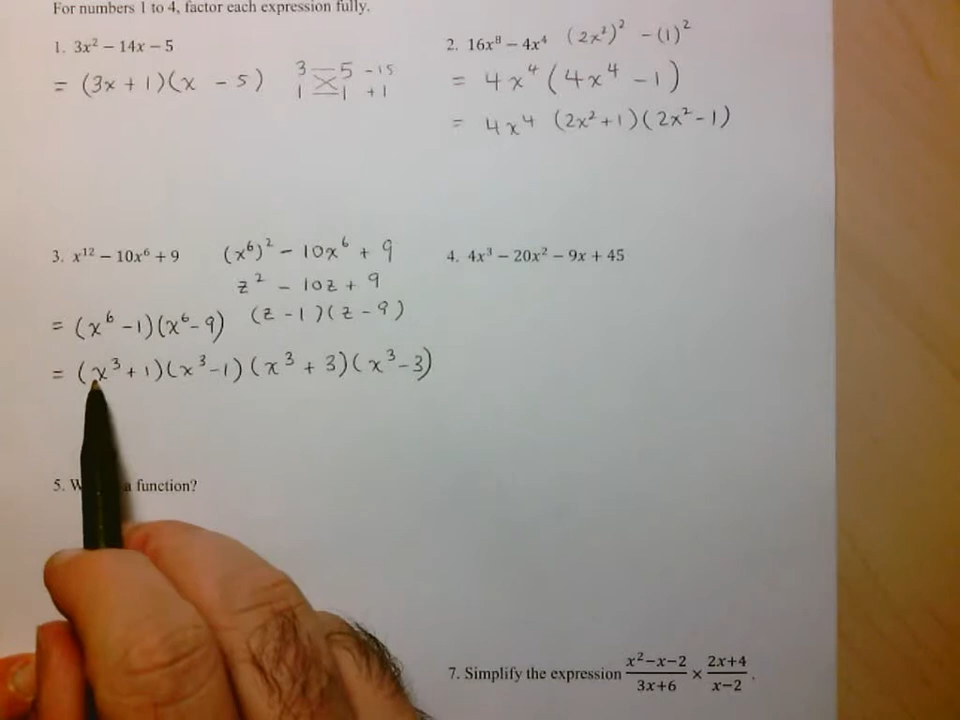 For numbers 1 to 4, factor each expression fully.
1. 3x² − 14x − 5
= (3x + 1)(x − 5)
3 5 −15
1 1 +1
2. 16x⁸ − 4x⁴ (2x²)² − (1)²
= 4x⁴ (4x⁴ − 1)
= 4x⁴ (2x² + 1)(2x² − 1)
3. x¹² − 10x⁶ + 9 (x⁶)² − 10x⁶ + 9
z² − 10z + 9
= (x⁶ − 1)(x⁶ − 9) (z − 1)(z − 9)
= (x³ + 1)(x³ − 1)(x³ + 3)(x³ − 3)
4. 4x³ − 20x² − 9x + 45
5. a function?
7. Simplify the expression x²−x−2/3x+6 × 2x+4/x−2 .